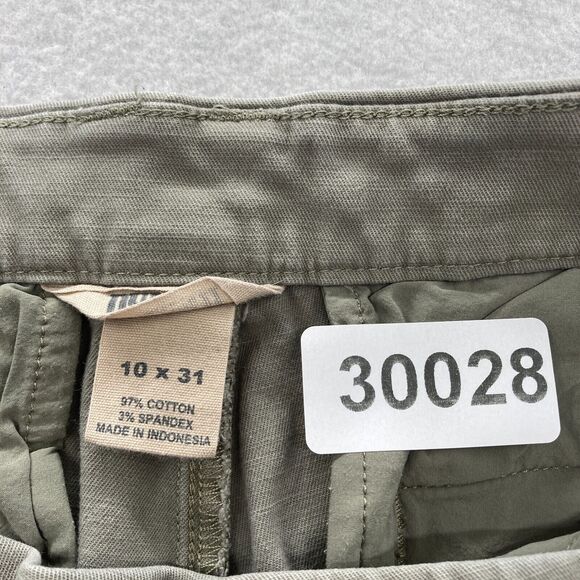 10 x 31
97% COTTON
3% SPANDEX
MADE IN INDONESIA
30028